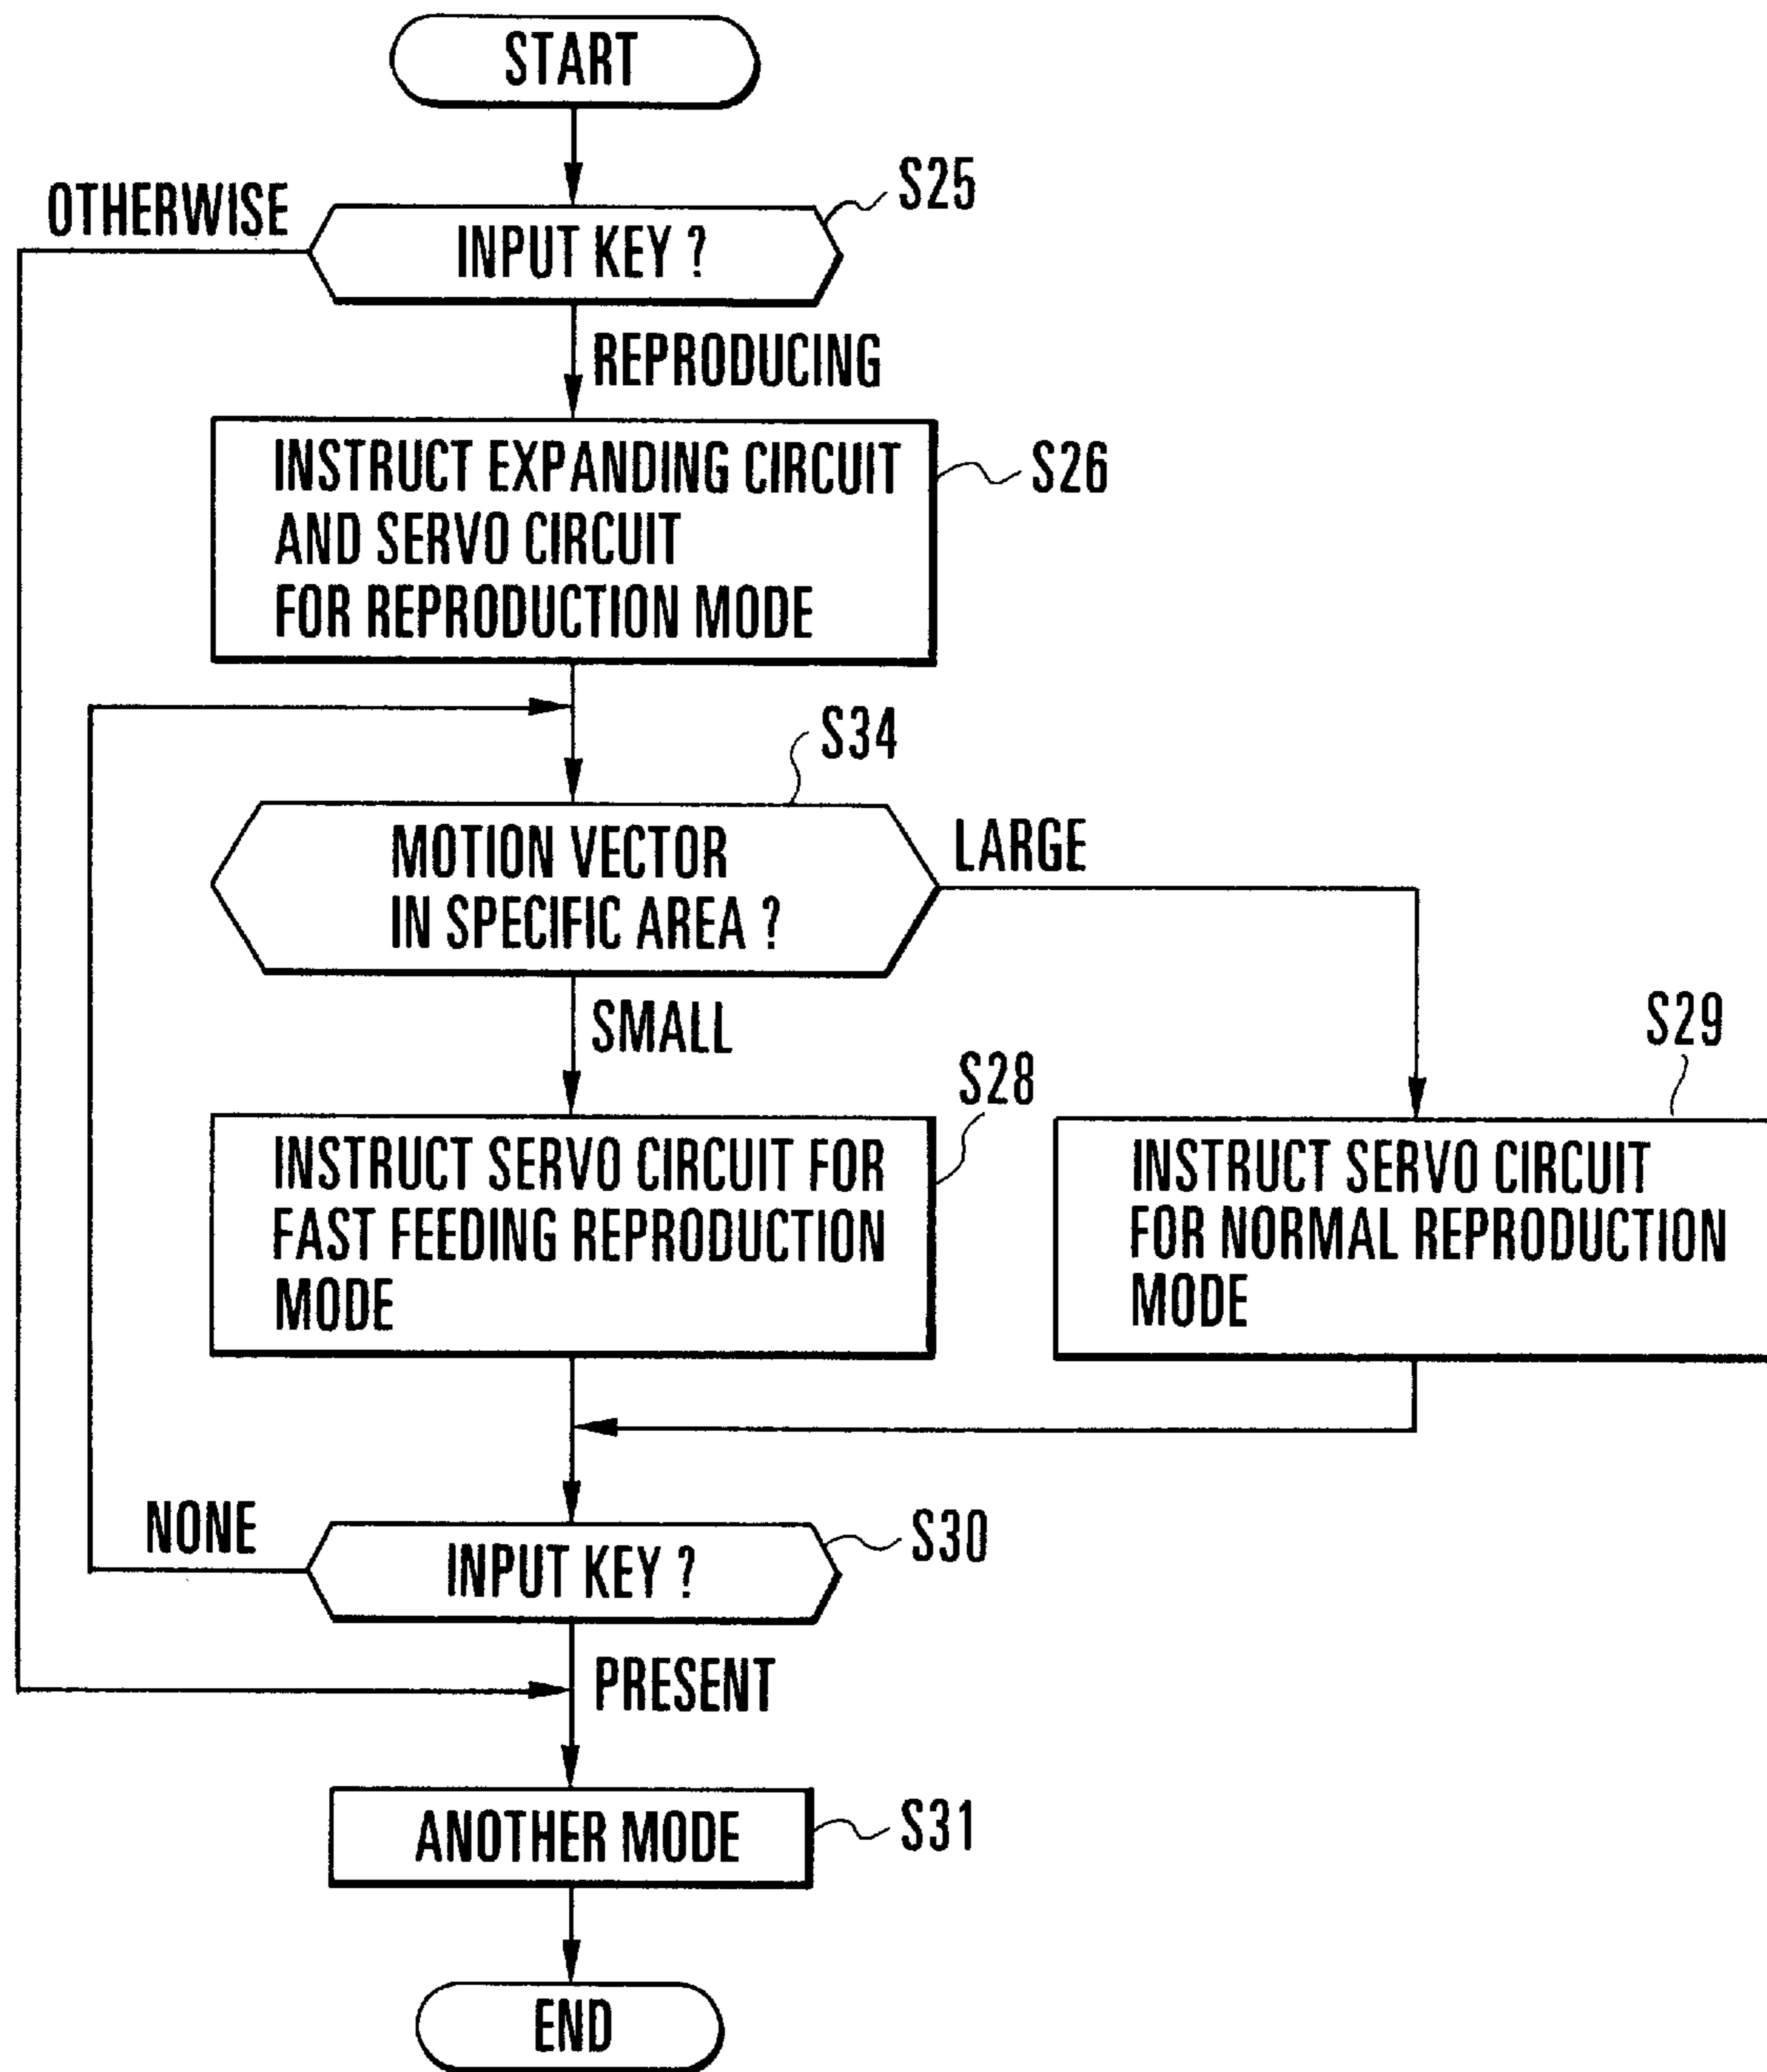 START
S25
OTHERWISE
INPUT KEY ?
REPRODUCING
INSTRUCT EXPANDING CIRCUIT
AND SERVO CIRCUIT
FOR REPRODUCTION MODE
S26
S34
MOTION VECTOR
IN SPECIFIC AREA ?
LARGE
SMALL
S28
S29
INSTRUCT SERVO CIRCUIT FOR
FAST FEEDING REPRODUCTION
MODE
INSTRUCT SERVO CIRCUIT
FOR NORMAL REPRODUCTION
MODE
NONE
S30
INPUT KEY ?
PRESENT
ANOTHER MODE
S31
END